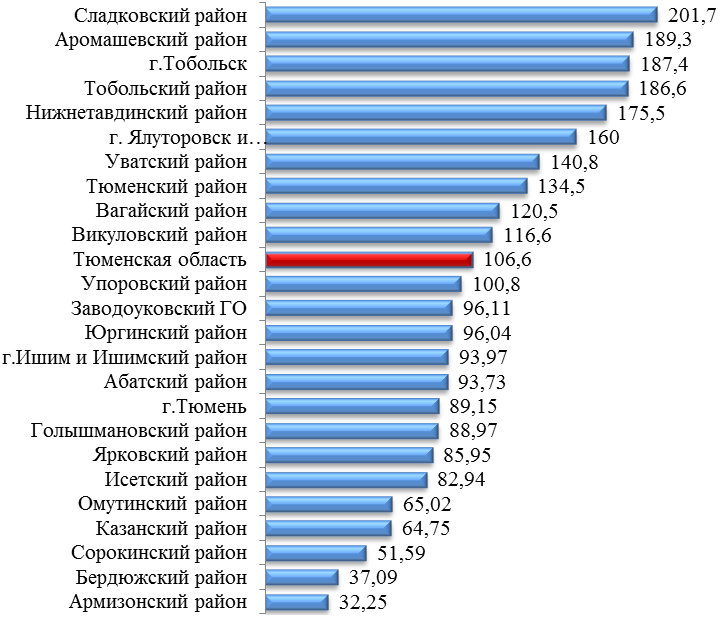 Сладковский район 201,7
Аромашевский район 189,3
г.Тобольск 187,4
Тобольский район 186,6
Нижнетавдинский район 175,5
г. Ялуторовск и… 160
Уватский район 140,8
Тюменский район 134,5
Вагайский район 120,5
Викуловский район 116,6
Тюменская область 106,6
Упоровский район 100,8
Заводоуковский ГО 96,11
Юргинский район 96,04
г.Ишим и Ишимский район 93,97
Абатский район 93,73
г.Тюмень 89,15
Голышмановский район 88,97
Ярковский район 85,95
Исетский район 82,94
Омутинский район 65,02
Казанский район 64,75
Сорокинский район 51,59
Бердюжский район 37,09
Армизонский район 32,25